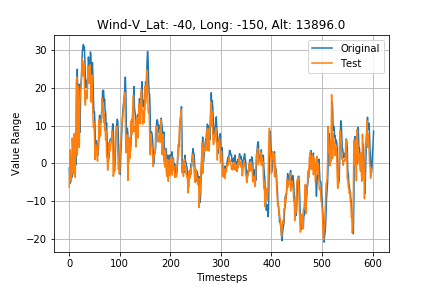 Wind-V_Lat: -40, Long: -150, Alt: 13896.0
Original
Test
Value Range
30
20
10
0
−10
−20
0 100 200 300 400 500 600
Timesteps